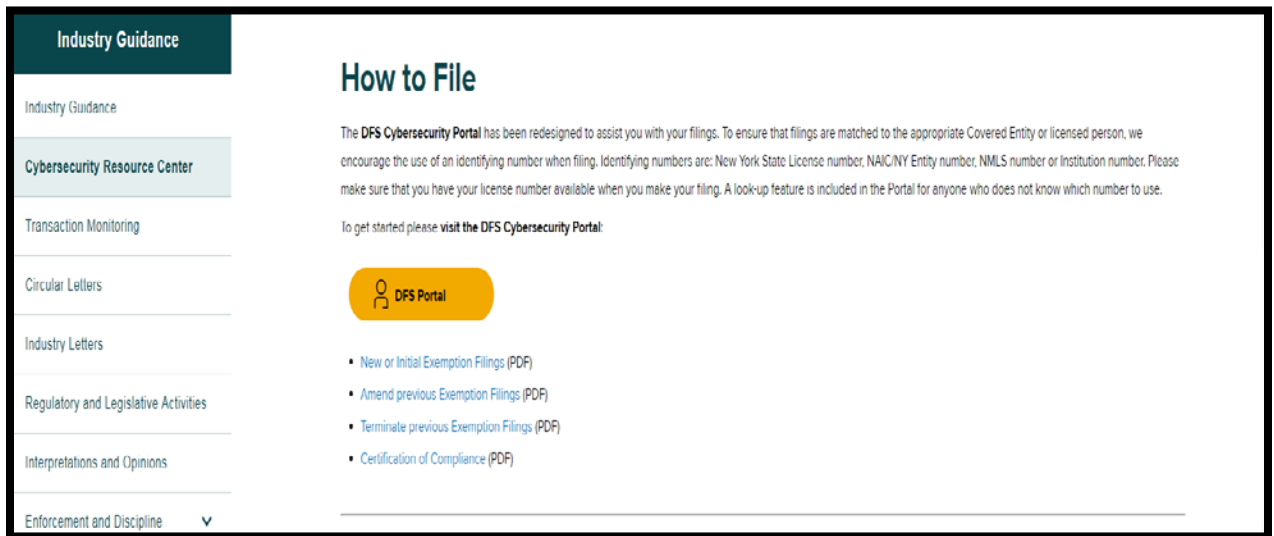 Industry Guidance
Industry Guidance
Cybersecurity Resource Center
Transaction Monitoring
Circular Letters
Industry Letters
Regulatory and Legislative Activities
Interpretations and Opinions
Enforcement and Discipline
How to File
The DFS Cybersecurity Portal has been redesigned to assist you with your filings. To ensure that filings are matched to the appropriate Covered Entity or licensed person, we
encourage the use of an identifying number when filing. Identifying numbers are: New York State License number, NAIC/NY Entity number, NMLS number or Institution number. Please
make sure that you have your license number available when you make your filing. A look-up feature is included in the Portal for anyone who does not know which number to use.
To get started please visit the DFS Cybersecurity Portal:
DFS Portal
• New or Initial Exemption Filings (PDF)
• Amend previous Exemption Filings (PDF)
• Terminate previous Exemption Filings (PDF)
• Certification of Compliance (PDF)